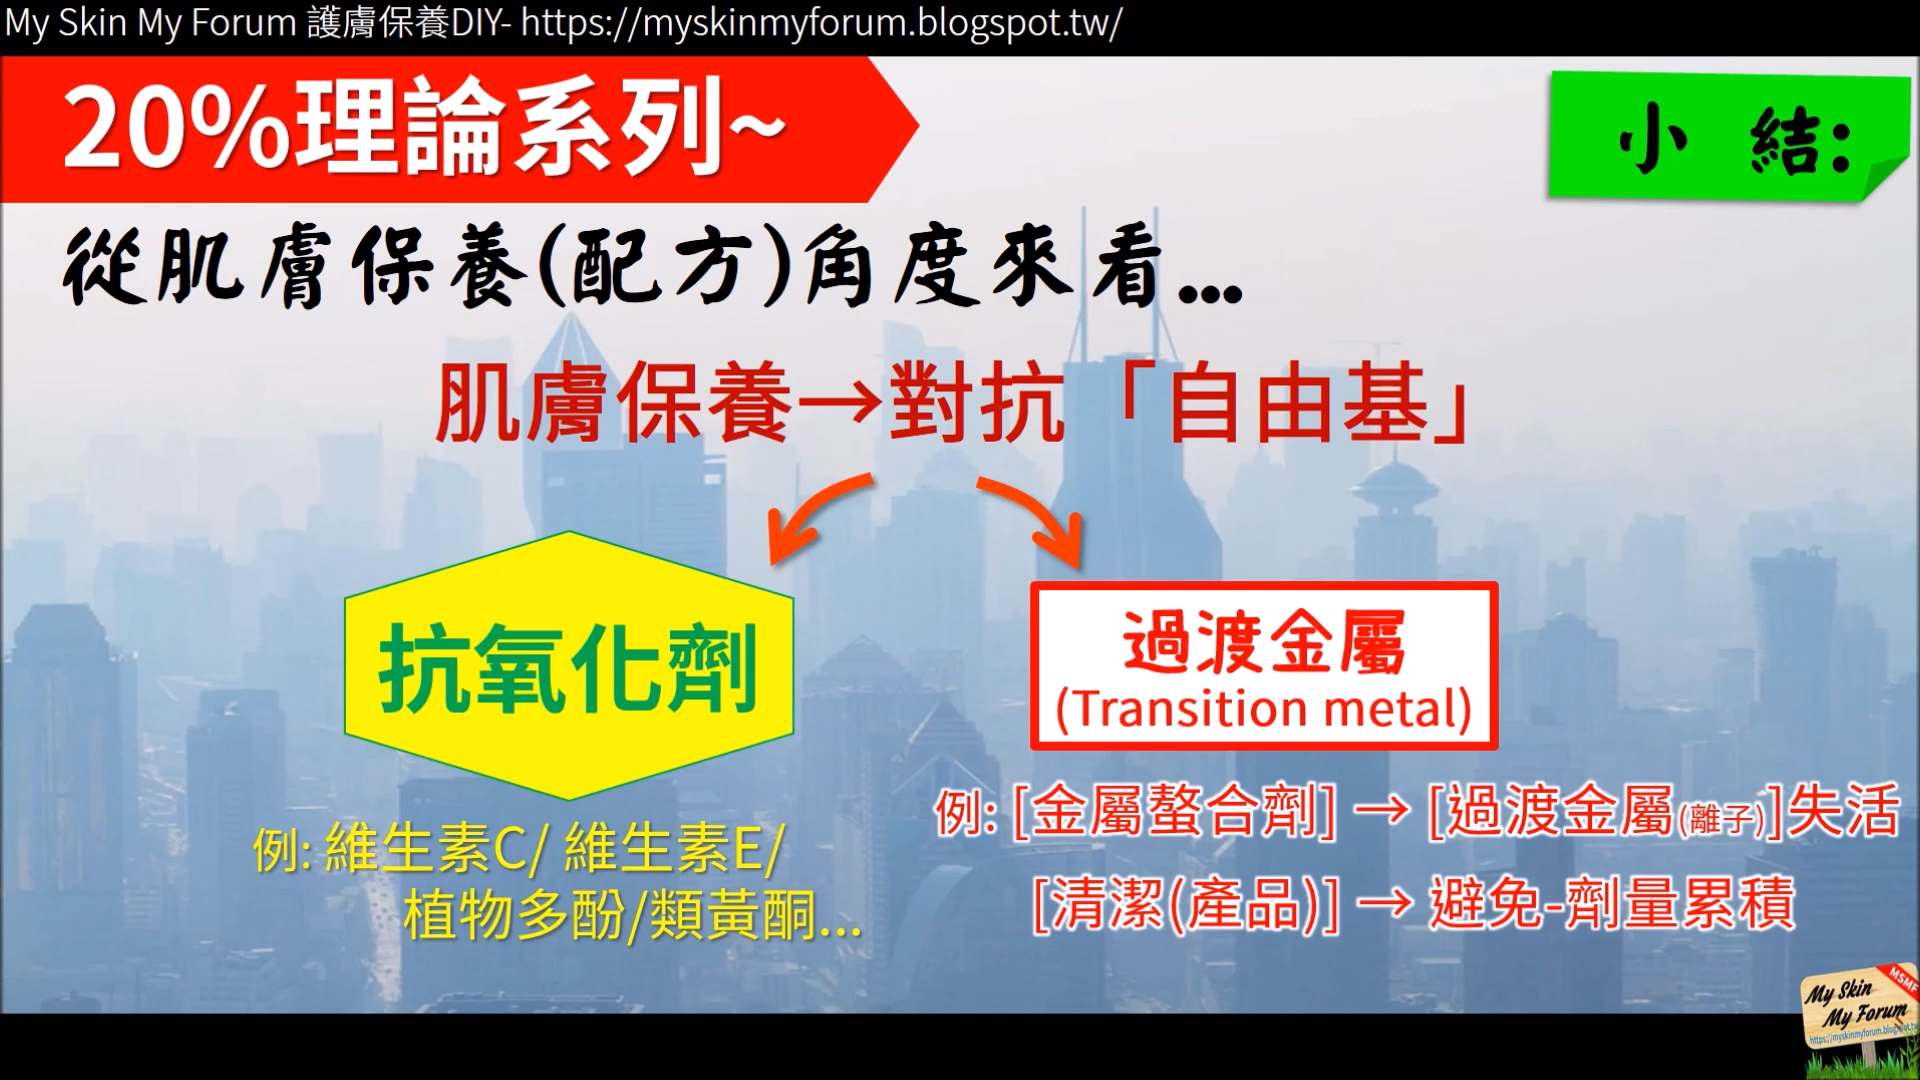 My Skin My Forum 護膚保養DIY- https://myskinmyforum.blogspot.tw/
20%理論系列~
小 結:
從肌膚保養(配方)角度來看...
肌膚保養→對抗「自由基」
抗氧化劑
過渡金屬
(Transition metal)
例: 維生素C/ 維生素E/
植物多酚/類黃酮...
例: [金屬螯合劑] → [過渡金屬(離子)]失活
[清潔(產品)] → 避免-劑量累積
MSMF
My Skin
My Forum
https://myskinmyforum.blogspot.tw